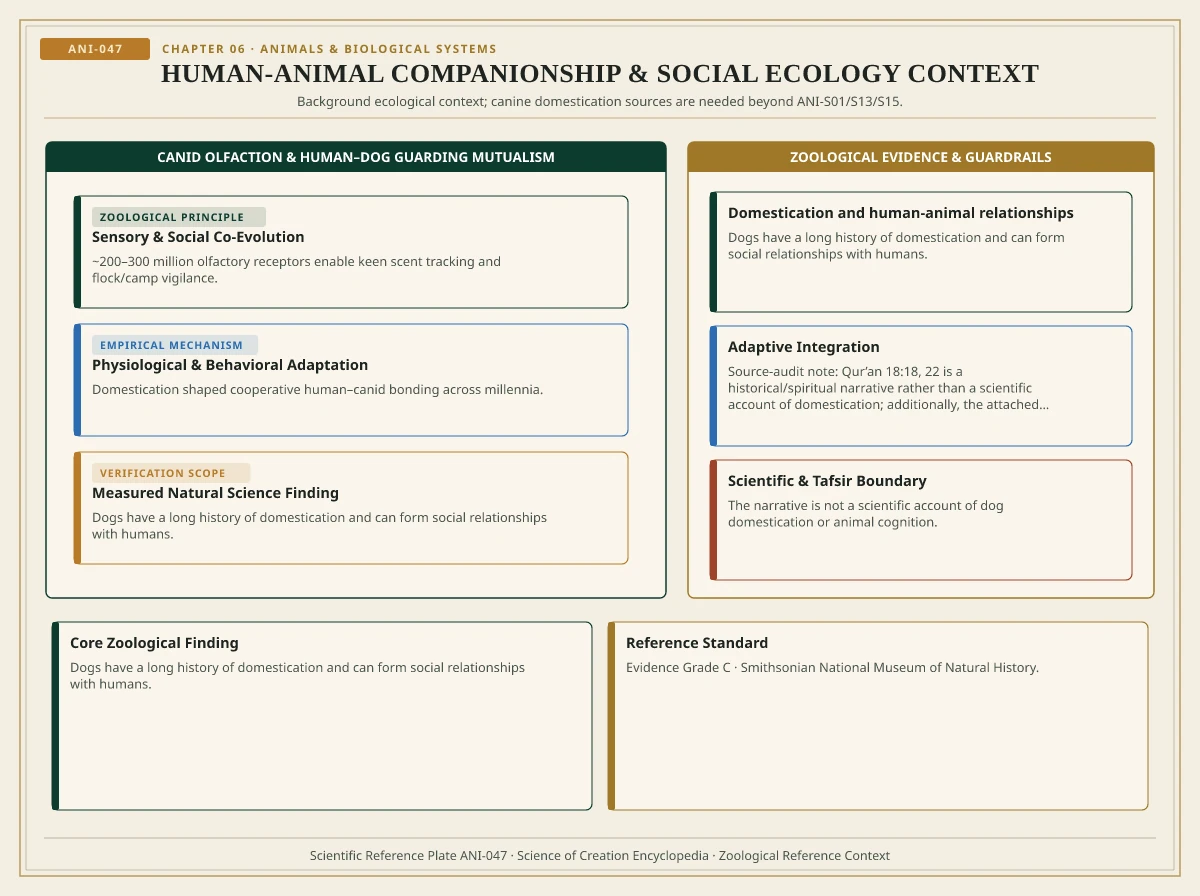 ANI-047
CHAPTER 06 · ANIMALS & BIOLOGICAL SYSTEMS
HUMAN-ANIMAL COMPANIONSHIP & SOCIAL ECOLOGY CONTEXT
Background ecological context; canine domestication sources are needed beyond ANI-S01/S13/S15.
CANID OLFACTION & HUMAN–DOG GUARDING MUTUALISM
ZOOLOGICAL PRINCIPLE
Sensory & Social Co-Evolution
~200–300 million olfactory receptors enable keen scent tracking and
flock/camp vigilance.
EMPIRICAL MECHANISM
Physiological & Behavioral Adaptation
Domestication shaped cooperative human–canid bonding across millennia.
VERIFICATION SCOPE
Measured Natural Science Finding
Dogs have a long history of domestication and can form social relationships
with humans.
ZOOLOGICAL EVIDENCE & GUARDRAILS
Domestication and human-animal relationships
Dogs have a long history of domestication and can form
social relationships with humans.
Adaptive Integration
Source-audit note: Qur’an 18:18, 22 is a
historical/spiritual narrative rather than a scientific
account of domestication; additionally, the attached…
Scientific & Tafsir Boundary
The narrative is not a scientific account of dog
domestication or animal cognition.
Core Zoological Finding
Dogs have a long history of domestication and can form social relationships
with humans.
Reference Standard
Evidence Grade C · Smithsonian National Museum of Natural History.
Scientific Reference Plate ANI-047 · Science of Creation Encyclopedia · Zoological Reference Context